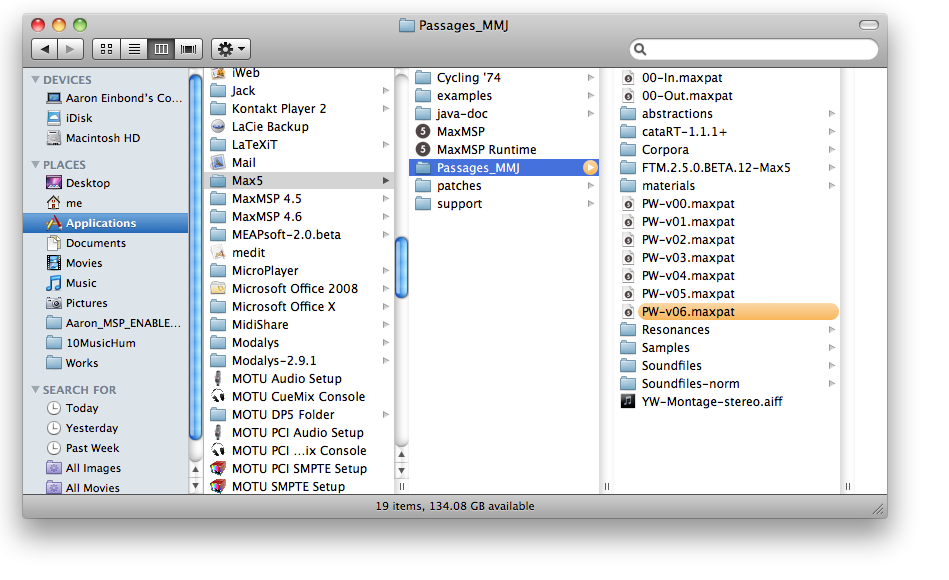 Passages_MMJ
DEVICES
Aaron Einbond's Co...
iDisk
Macintosh HD
PLACES
Desktop
me
Applications
Documents
Movies
Music
Pictures
Aaron_MSP_ENABLE...
10MusicHum
Works
SEARCH FOR
Today
Yesterday
Past Week
All Images
All Movies
iWeb
Jack
Kontakt Player 2
LaCie Backup
LaTeXiT
Mail
Max5
MaxMSP 4.5
MaxMSP 4.6
MEAPsoft-2.0.beta
medit
MicroPlayer
Microsoft Office 2008
Microsoft Office X
MidiShare
Modalys
Modalys-2.9.1
MOTU Audio Setup
MOTU CueMix Console
MOTU DP5 Folder
MOTU PCI Audio Setup
MOTU PCI ...ix Console
MOTU PCI SMPTE Setup
MOTU SMPTE Setup
Cycling '74
examples
java-doc
MaxMSP
MaxMSP Runtime
Passages_MMJ
patches
support
00-In.maxpat
00-Out.maxpat
abstractions
cataRT-1.1.1+
Corpora
FTM.2.5.0.BETA.12-Max5
materials
PW-v00.maxpat
PW-v01.maxpat
PW-v02.maxpat
PW-v03.maxpat
PW-v04.maxpat
PW-v05.maxpat
PW-v06.maxpat
Resonances
Samples
Soundfiles
Soundfiles-norm
YW-Montage-stereo.aiff
19 items, 134.08 GB available